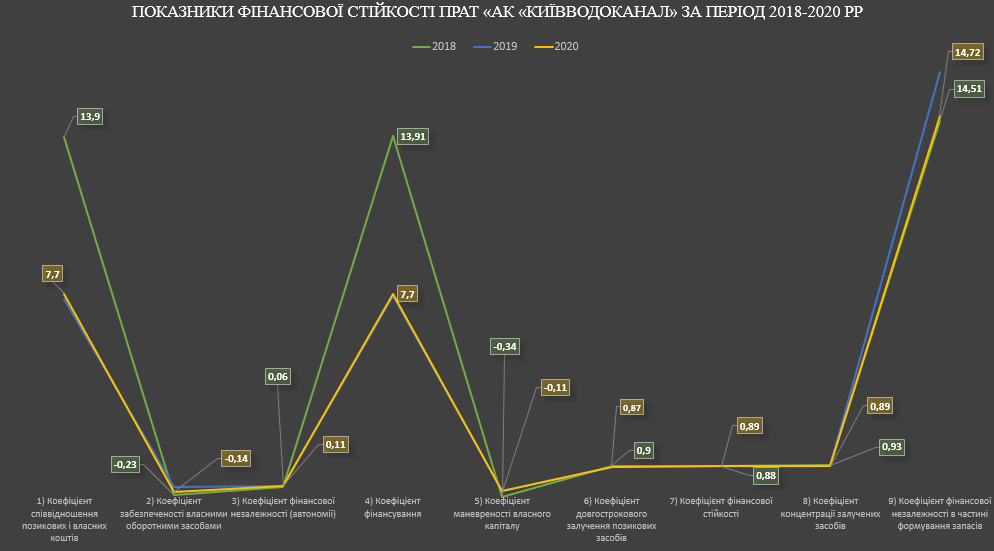 ПОКАЗНИКИ ФІНАНСОВОЇ СТІЙКОСТІ ПРАТ «АК «КИЇВВОДОКАНАЛ» ЗА ПЕРІОД 2018-2020 РР
2018 2019 2020
14,72
14,51
13,9
13,91
7,7
7,7
-0,34
0,06
-0,11
0,87
0,89
0,89
0,11
0,9
0,93
-0,23
-0,14
0,88
1) Коефіцієнт
співвідношення
позикових і власних
коштів
2) Коефіцієнт
забезпеченості власними
оборотними засобами
3) Коефіцієнт фінансової
незалежності (автономії)
4) Коефіцієнт
фінансування
5) Коефіцієнт
маневреності власного
капіталу
6) Коефіцієнт
довгострокового
залучення позикових
засобів
7) Коефіцієнт фінансової
стійкості
8) Коефіцієнт
концентрації залучених
засобів
9) Коефіцієнт фінансової
незалежності в частині
формування запасів